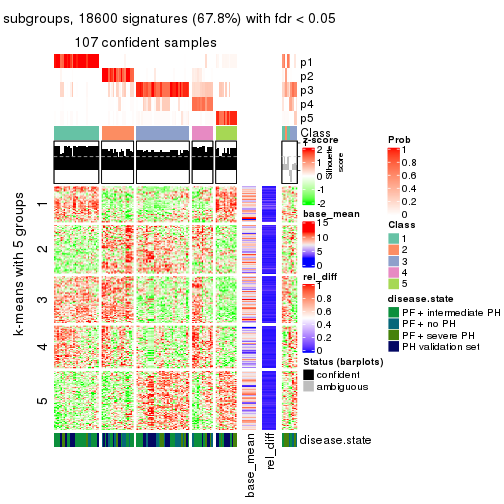 subgroups, 18600 signatures (67.8%) with fdr < 0.05
107 confident samples
p1
p2
p3
p4
p5
Class
1
0.5
0
Silhouette
score
k-means with 5 groups
1
2
3
4
5
base_mean
rel_diff
disease.state
z-score
2
1
0
-1
-2
base_mean
15
10
5
0
rel_diff
1
0.8
0.6
0.4
0.2
0
Status (barplots)
confident
ambiguous
Prob
1
0.8
0.6
0.4
0.2
0
Class
1
2
3
4
5
disease.state
PF+ intermediate PH
PF+ no PH
PF+ severe PH
PH validation set